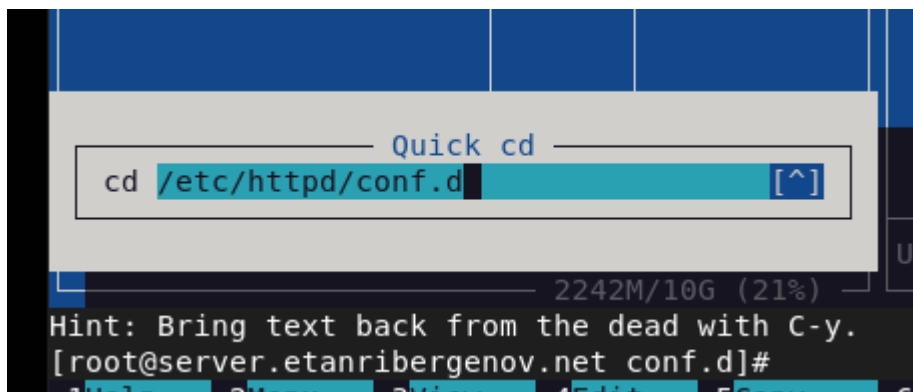 Quick cd
cd /etc/httpd/conf.d [^]
U
2242M/10G (21%)
Hint: Bring text back from the dead with C-y.
[root@server.etanribergenov.net conf.d]#